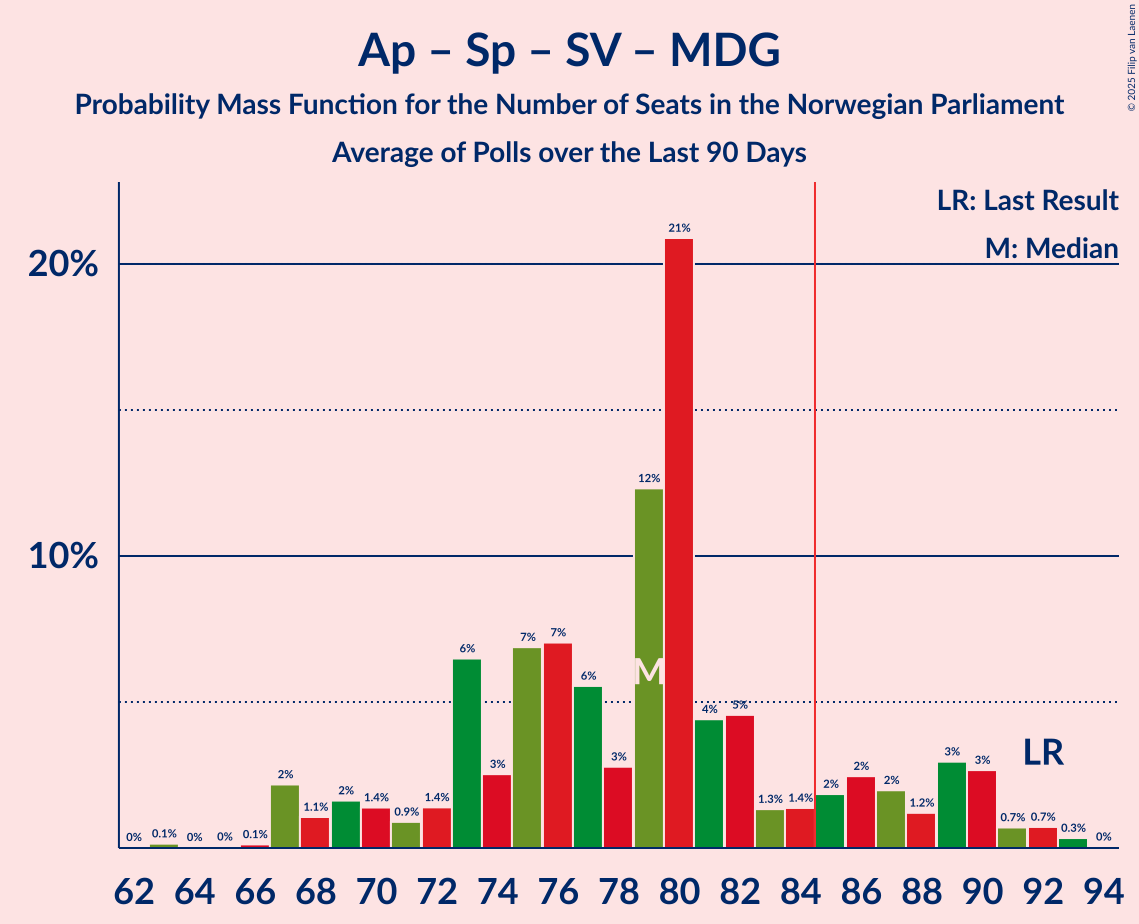 Ap – Sp – SV – MDG
Probability Mass Function for the Number of Seats in the Norwegian Parliament
Average of Polls over the Last 90 Days
© 2025 Filip van Laenen
LR: Last Result
M: Median
20%
10%
0% 0.1% 0% 0% 0.1% 2% 1.1% 2% 1.4% 0.9% 1.4% 6% 3% 7% 7% 6% 3% 12% 21% 4% 5% 1.3% 1.4% 2% 2% 2% 1.2% 3% 3% 0.7% 0.7% 0.3% 0%
M
LR
62 64 66 68 70 72 74 76 78 80 82 84 86 88 90 92 94